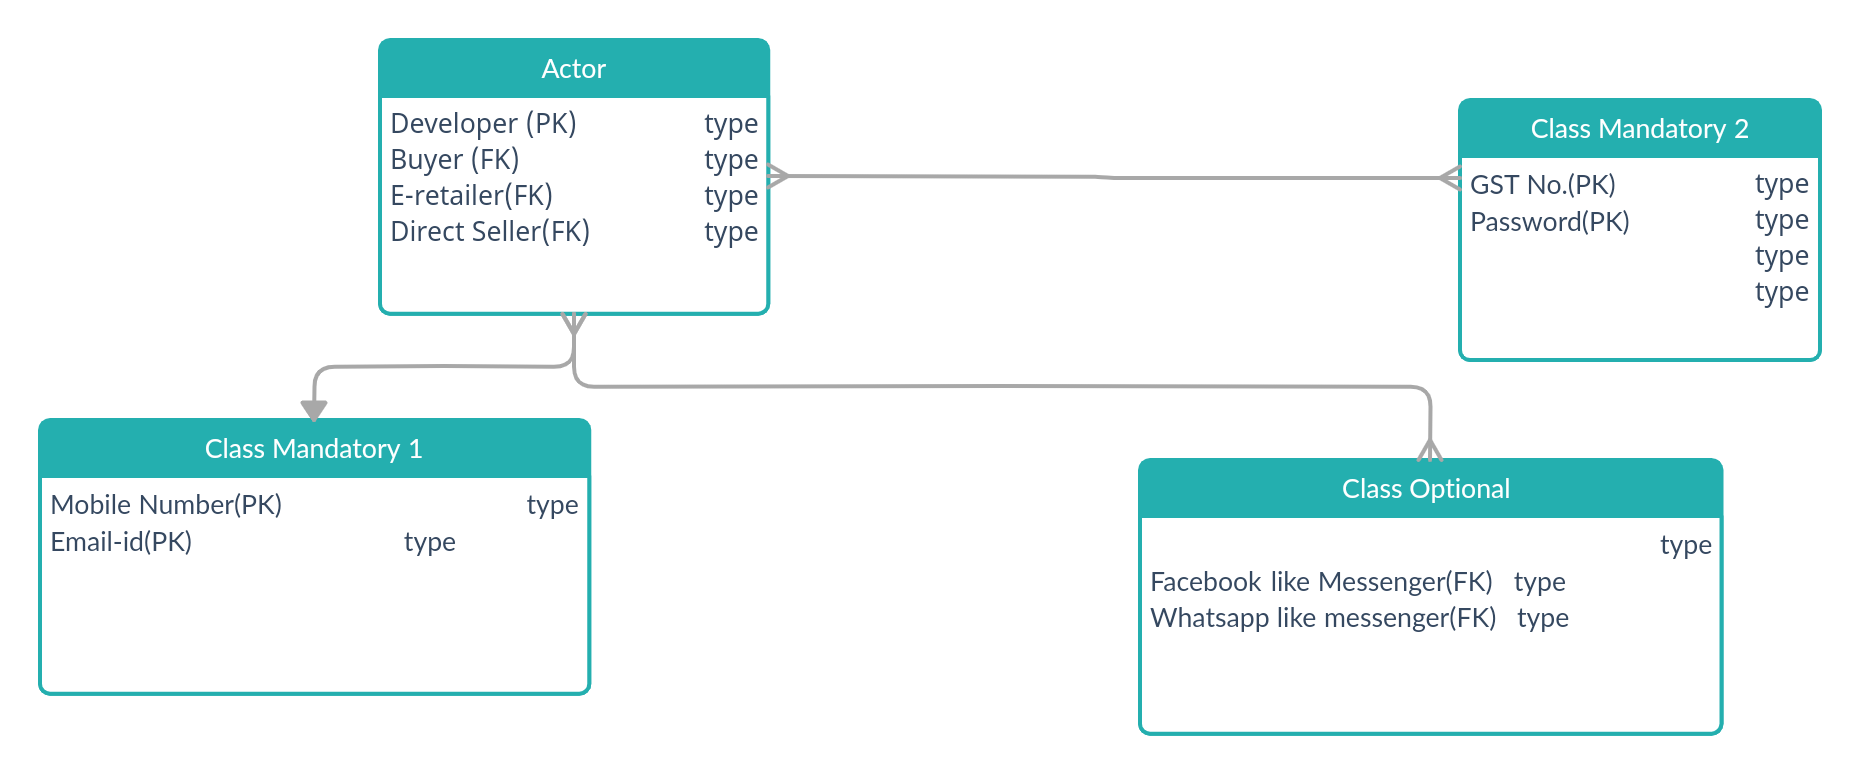 Actor
Developer (PK) type
Buyer (FK) type
E-retailer(FK) type
Direct Seller(FK) type
Class Mandatory 2
GST No.(PK) type
Password(PK) type
type
type
Class Mandatory 1
Mobile Number(PK) type
Email-id(PK) type
Class Optional
type
Facebook like Messenger(FK) type
Whatsapp like messenger(FK) type